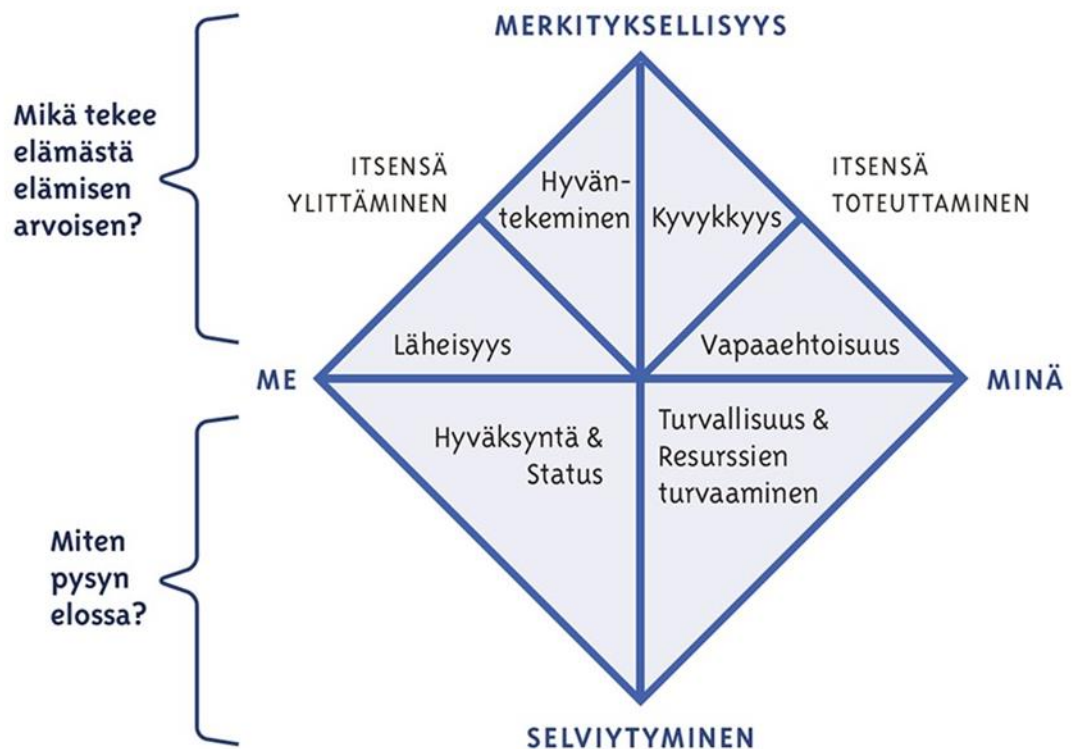 MERKITYKSELLISYYS
Mikä tekee
elämästä
elämisen
arvoisen?
ITSENSÄ
YLITTÄMINEN
Hyvän-
tekeminen
Kyvykkyys
ITSENSÄ
TOTEUTTAMINEN
Läheisyys
Vapaaehtoisuus
ME
MINÄ
Hyväksyntä &
Status
Turvallisuus &
Resurssien
turvaaminen
Miten
pysyn
elossa?
SELVIYTYMINEN